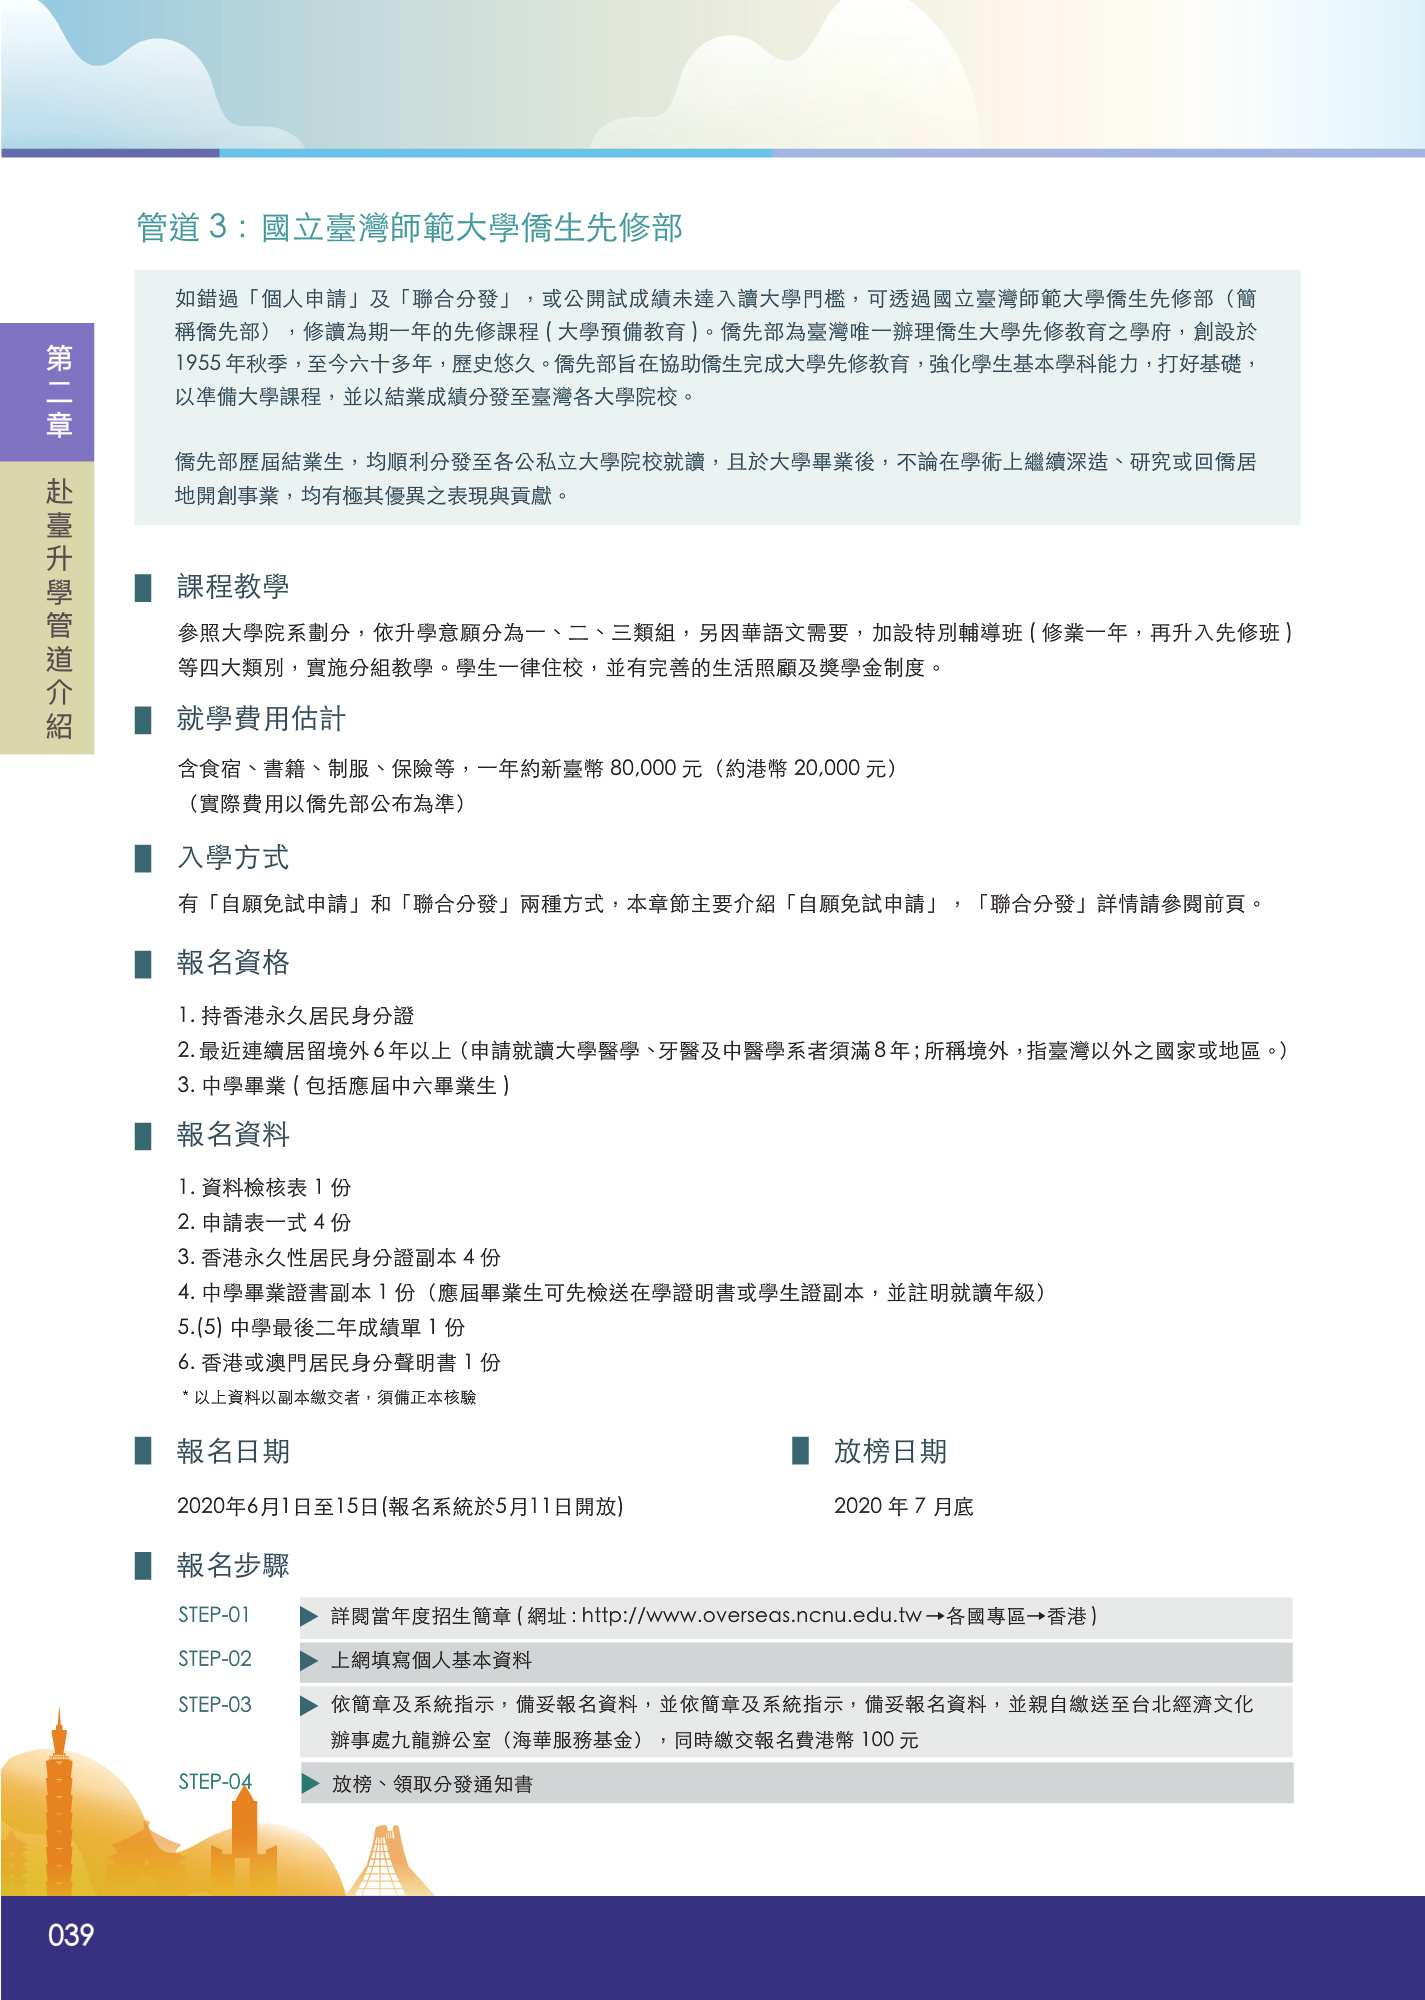 管道 3：國立臺灣師範大學僑生先修部
如錯過「個人申請」及「聯合分發」，或公開試成績未達入讀大學門檻，可透過國立臺灣師範大學僑生先修部（簡
稱僑先部），修讀為期一年的先修課程 ( 大學預備教育 )。僑先部為臺灣唯一辦理僑生大學先修教育之學府，創設於
1955 年秋季，至今六十多年，歷史悠久。僑先部旨在協助僑生完成大學先修教育，強化學生基本學科能力，打好基礎，
以準備大學課程，並以結業成績分發至臺灣各大學院校。
僑先部歷屆結業生，均順利分發至各公私立大學院校就讀，且於大學畢業後，不論在學術上繼續深造、研究或回僑居
地開創事業，均有極其優異之表現與貢獻。
第二章
赴臺升學管道介紹
課程教學
參照大學院系劃分，依升學意願分為一、二、三類組，另因華語文需要，加設特別輔導班 ( 修業一年，再升入先修班 )
等四大類別，實施分組教學。學生一律住校，並有完善的生活照顧及獎學金制度。
就學費用估計
含食宿、書籍、制服、保險等，一年約新臺幣 80,000 元（約港幣 20,000 元）
（實際費用以僑先部公布為準）
入學方式
有「自願免試申請」和「聯合分發」兩種方式，本章節主要介紹「自願免試申請」，「聯合分發」詳情請參閱前頁。
報名資格
1. 持香港永久居民身分證
2. 最近連續居留境外 6 年以上（申請就讀大學醫學、牙醫及中醫學系者須滿 8 年；所稱境外，指臺灣以外之國家或地區。）
3. 中學畢業 ( 包括應屆中六畢業生 )
報名資料
1. 資料檢核表 1 份
2. 申請表一式 4 份
3. 香港永久性居民身分證副本 4 份
4. 中學畢業證書副本 1 份（應屆畢業生可先檢送在學證明書或學生證副本，並註明就讀年級）
5.(5) 中學最後二年成績單 1 份
6. 香港或澳門居民身分聲明書 1 份
* 以上資料以副本繳交者，須備正本核驗
報名日期
2020年6月1日至15日(報名系統於5月11日開放)
放榜日期
2020 年 7 月底
報名步驟
STEP-01 詳閱當年度招生簡章 ( 網址 : http://www.overseas.ncnu.edu.tw→各國專區→香港 )
STEP-02 上網填寫個人基本資料
STEP-03 依簡章及系統指示，備妥報名資料，並依簡章及系統指示，備妥報名資料，並親自繳送至台北經濟文化
辦事處九龍辦公室（海華服務基金），同時繳交報名費港幣 100 元
STEP-04 放榜、領取分發通知書
039